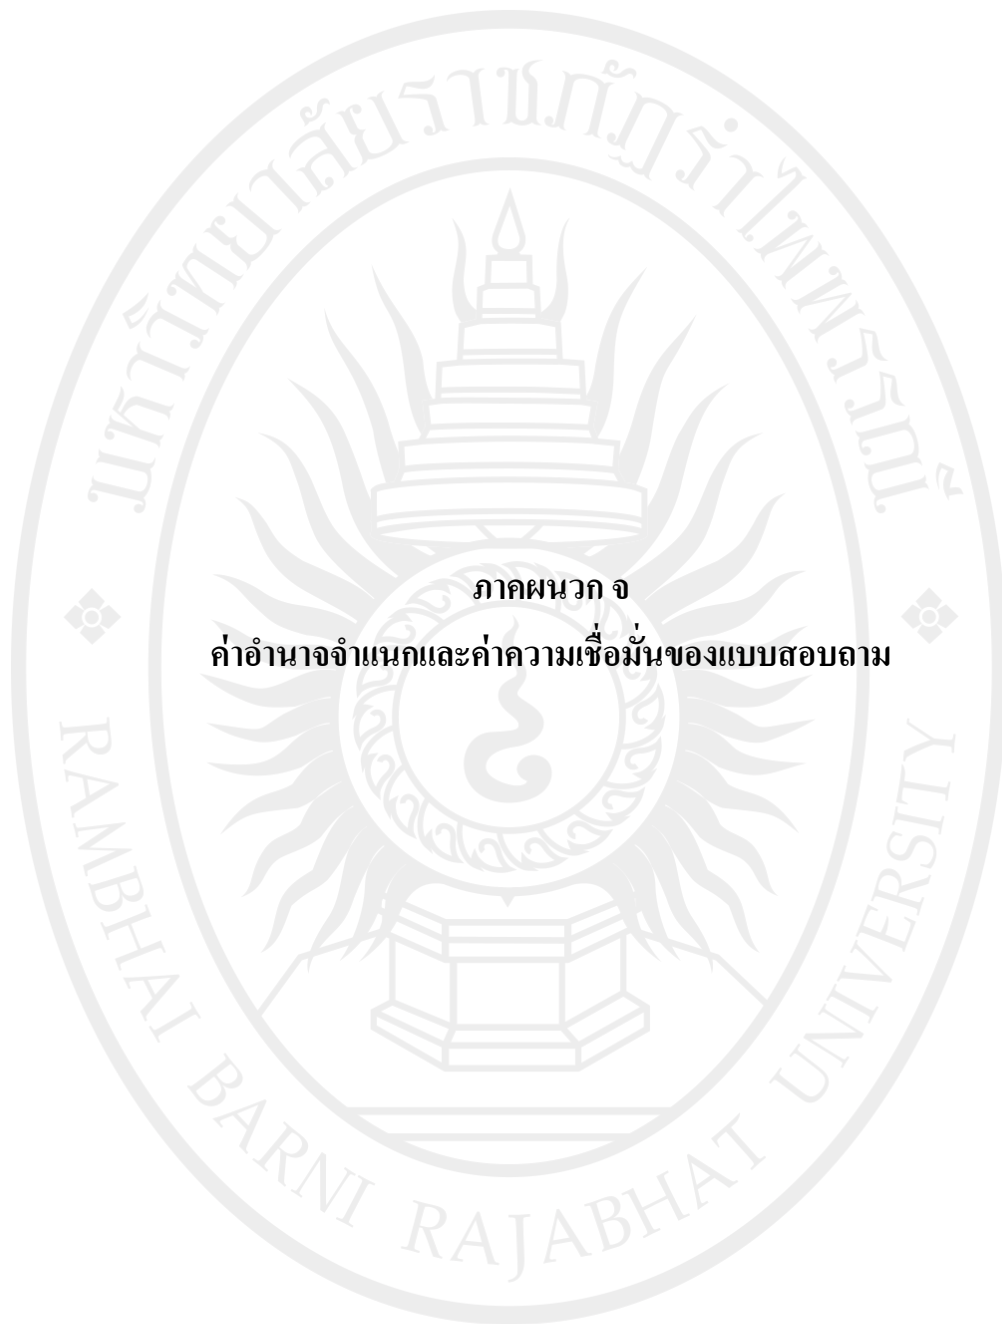 มหาวิทยาลัยราชภัฏรำไพพรรณี
ภาคผนวก จ
ค่าอำนาจจำแนกและค่าความเชื่อมั่นของแบบสอบถาม
RAMBHAI BARNI RAJABHAT UNIVERSITY